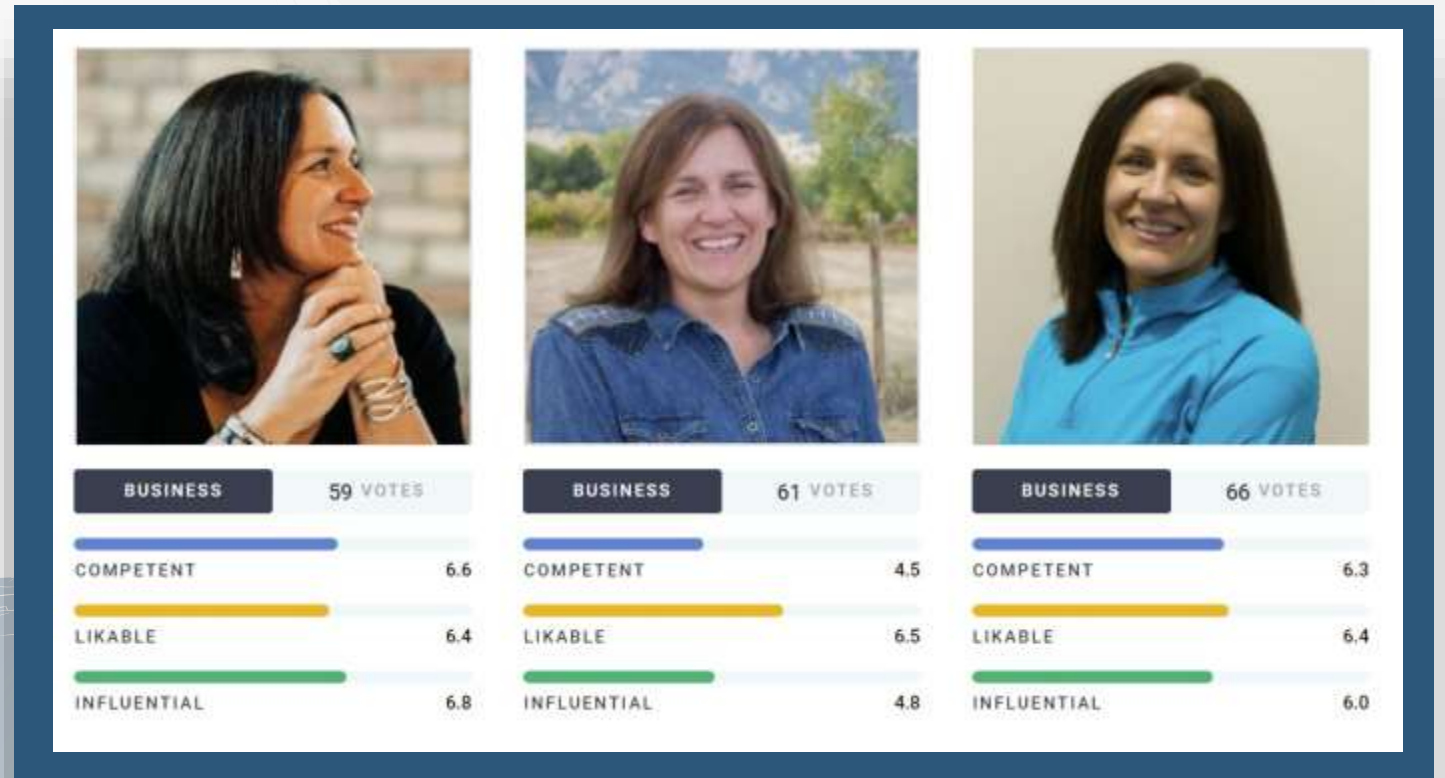 BUSINESS 59 VOTES
COMPETENT 6.6
LIKABLE 6.4
INFLUENTIAL 6.8
BUSINESS 61 VOTES
COMPETENT 4.5
LIKABLE 6.5
INFLUENTIAL 4.8
BUSINESS 66 VOTES
COMPETENT 6.3
LIKABLE 6.4
INFLUENTIAL 6.0